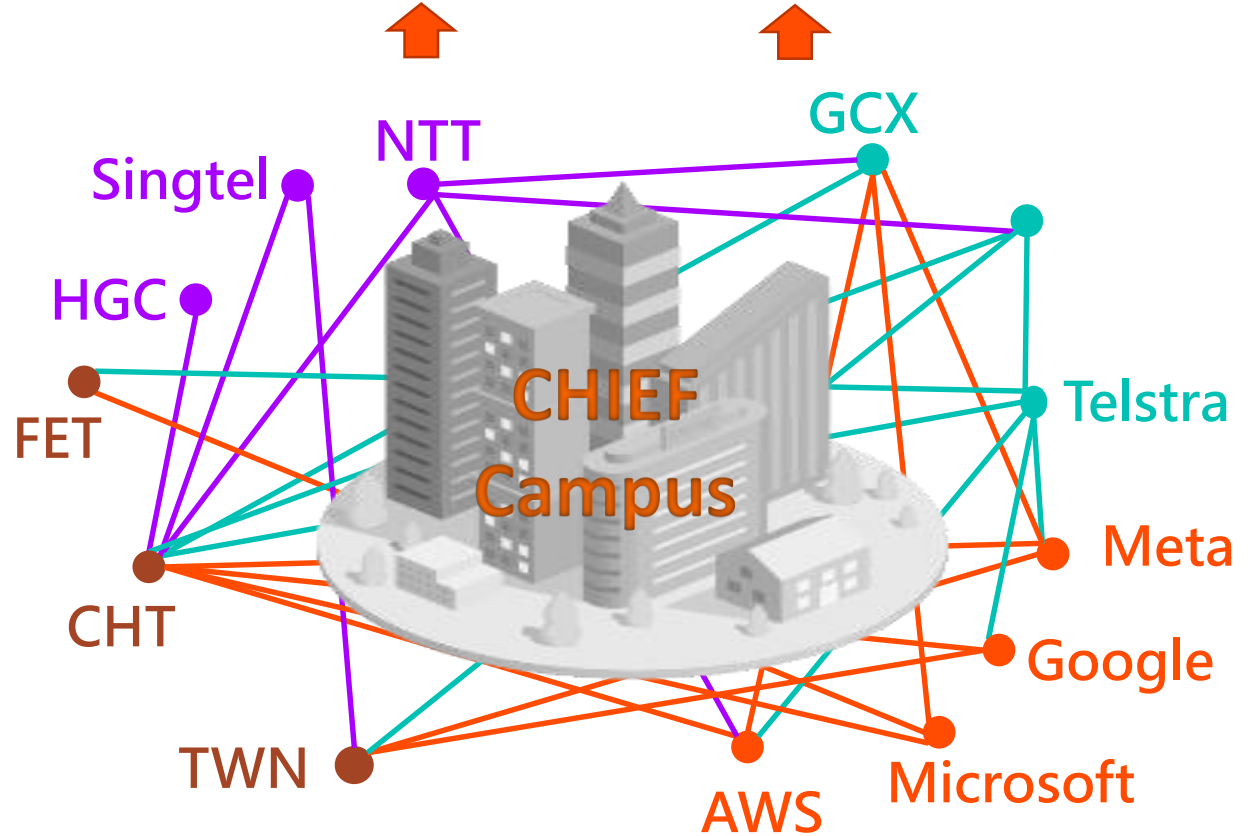 GCX
NTT
Singtel
HGC
CHIEF
Campus
Telstra
FET
Meta
CHT
Google
TWN
Microsoft
AWS